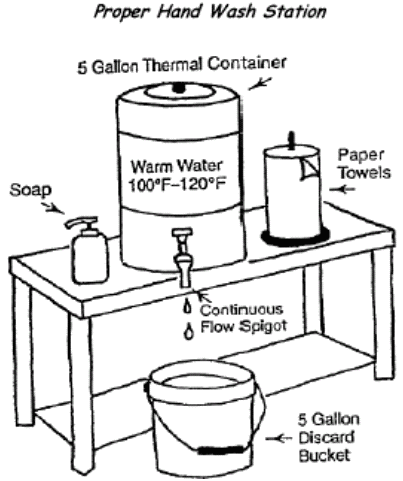 Proper Hand Wash Station
5 Gallon Thermal Container
Warm Water
100°F–120°F
Paper
Towels
Soap
Continuous
Flow Spigot
5 Gallon
Discard
Bucket